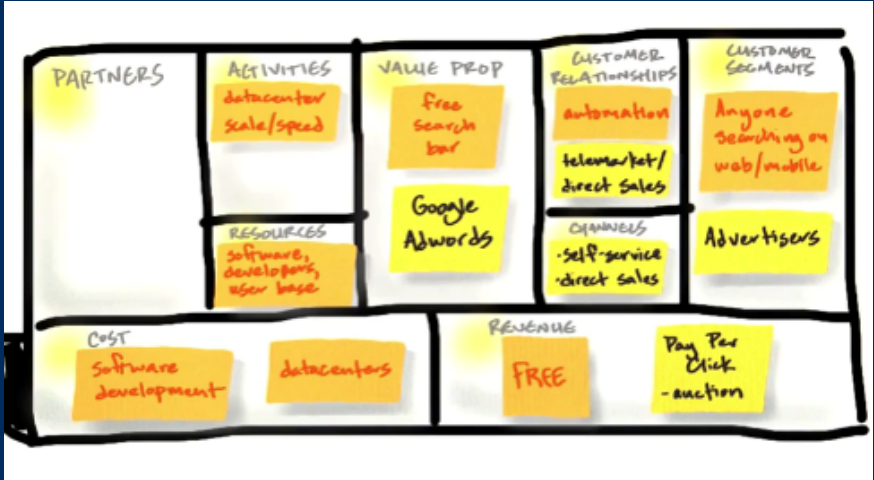 PARTNERS
ACTIVITIES
datacenter
scale/speed
RESOURCES
software,
developers,
user base
VALUE PROP
free
search
bar
Google
Adwords
CUSTOMER
RELATIONSHIPS
automation
telemarket/
direct sales
CHANNELS
·self-service
·direct sales
CUSTOMER
SEGMENTS
Anyone
searching on
web/mobile
Advertisers
COST
software
development
datacenters
REVENUE
FREE
Pay Per
Click
-auction